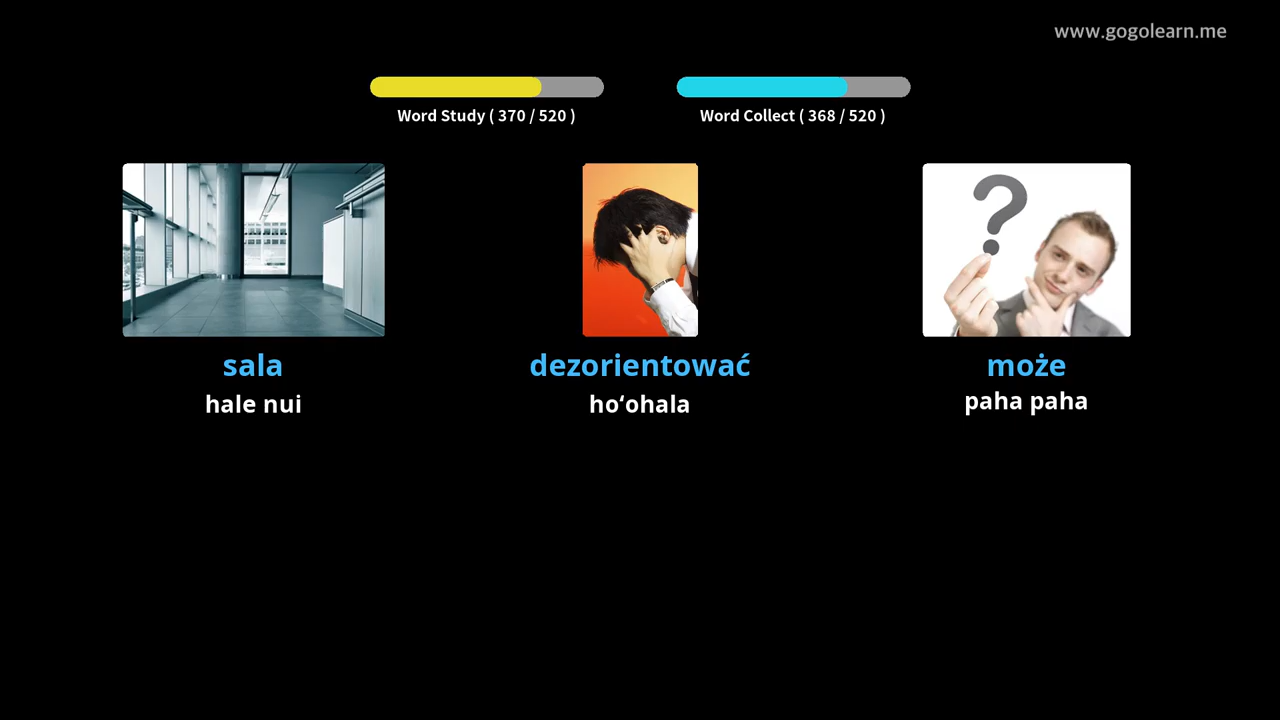 www.gogolearn.me
Word Study ( 370 / 520 )
Word Collect ( 368 / 520 )
sala
dezorientować
może
hale nui
hoʻohala
paha paha